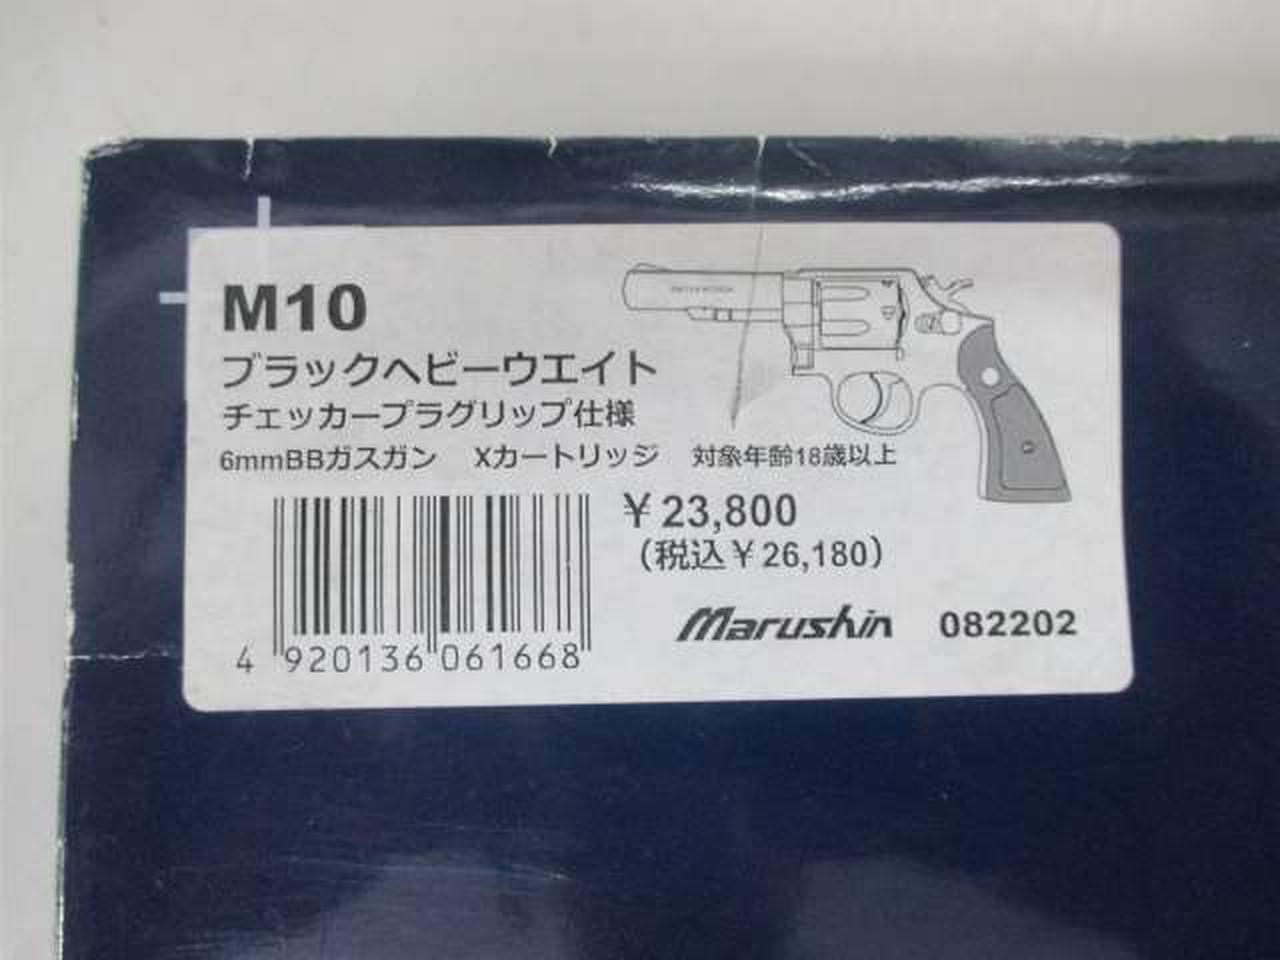 M10
ブラックヘビーウエイト
チェッカープラグリップ仕様
6mmBBガスガン Xカートリッジ 対象年齢18歳以上
¥23,800
(税込¥26,180)
Marushin 082202
4 920136 061668